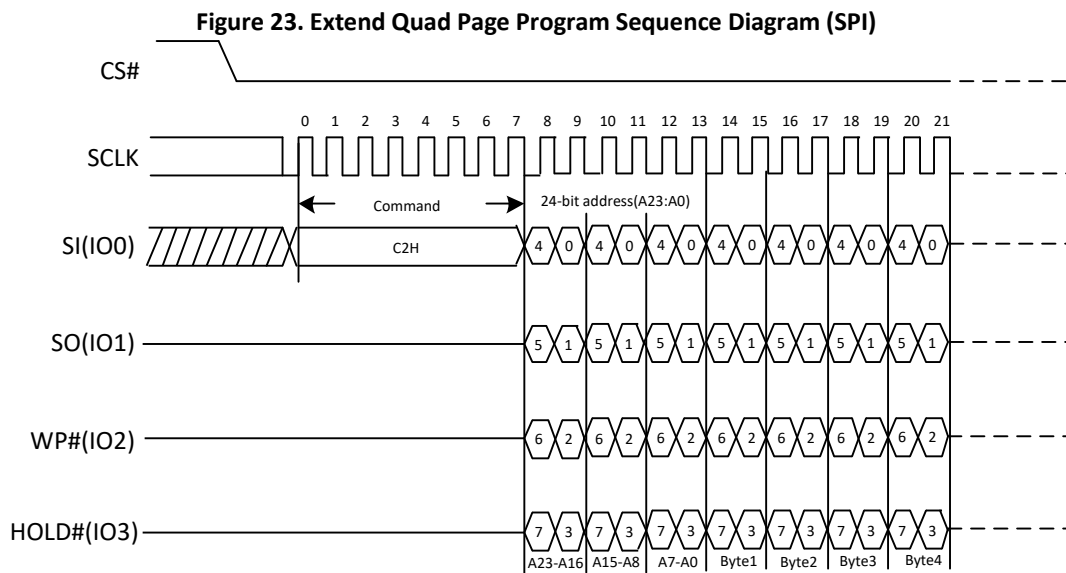 Figure 23. Extend Quad Page Program Sequence Diagram (SPI)
CS#
0 1 2 3 4 5 6 7 8 9 10 11 12 13 14 15 16 17 18 19 20 21
SCLK
Command
24-bit address(A23:A0)
SI(IO0)
C2H
4 0 4 0 4 0 4 0 4 0 4 0 4 0
SO(IO1)
5 1 5 1 5 1 5 1 5 1 5 1 5 1
WP#(IO2)
6 2 6 2 6 2 6 2 6 2 6 2 6 2
HOLD#(IO3)
7 3 7 3 7 3 7 3 7 3 7 3 7 3
A23-A16 A15-A8 A7-A0 Byte1 Byte2 Byte3 Byte4